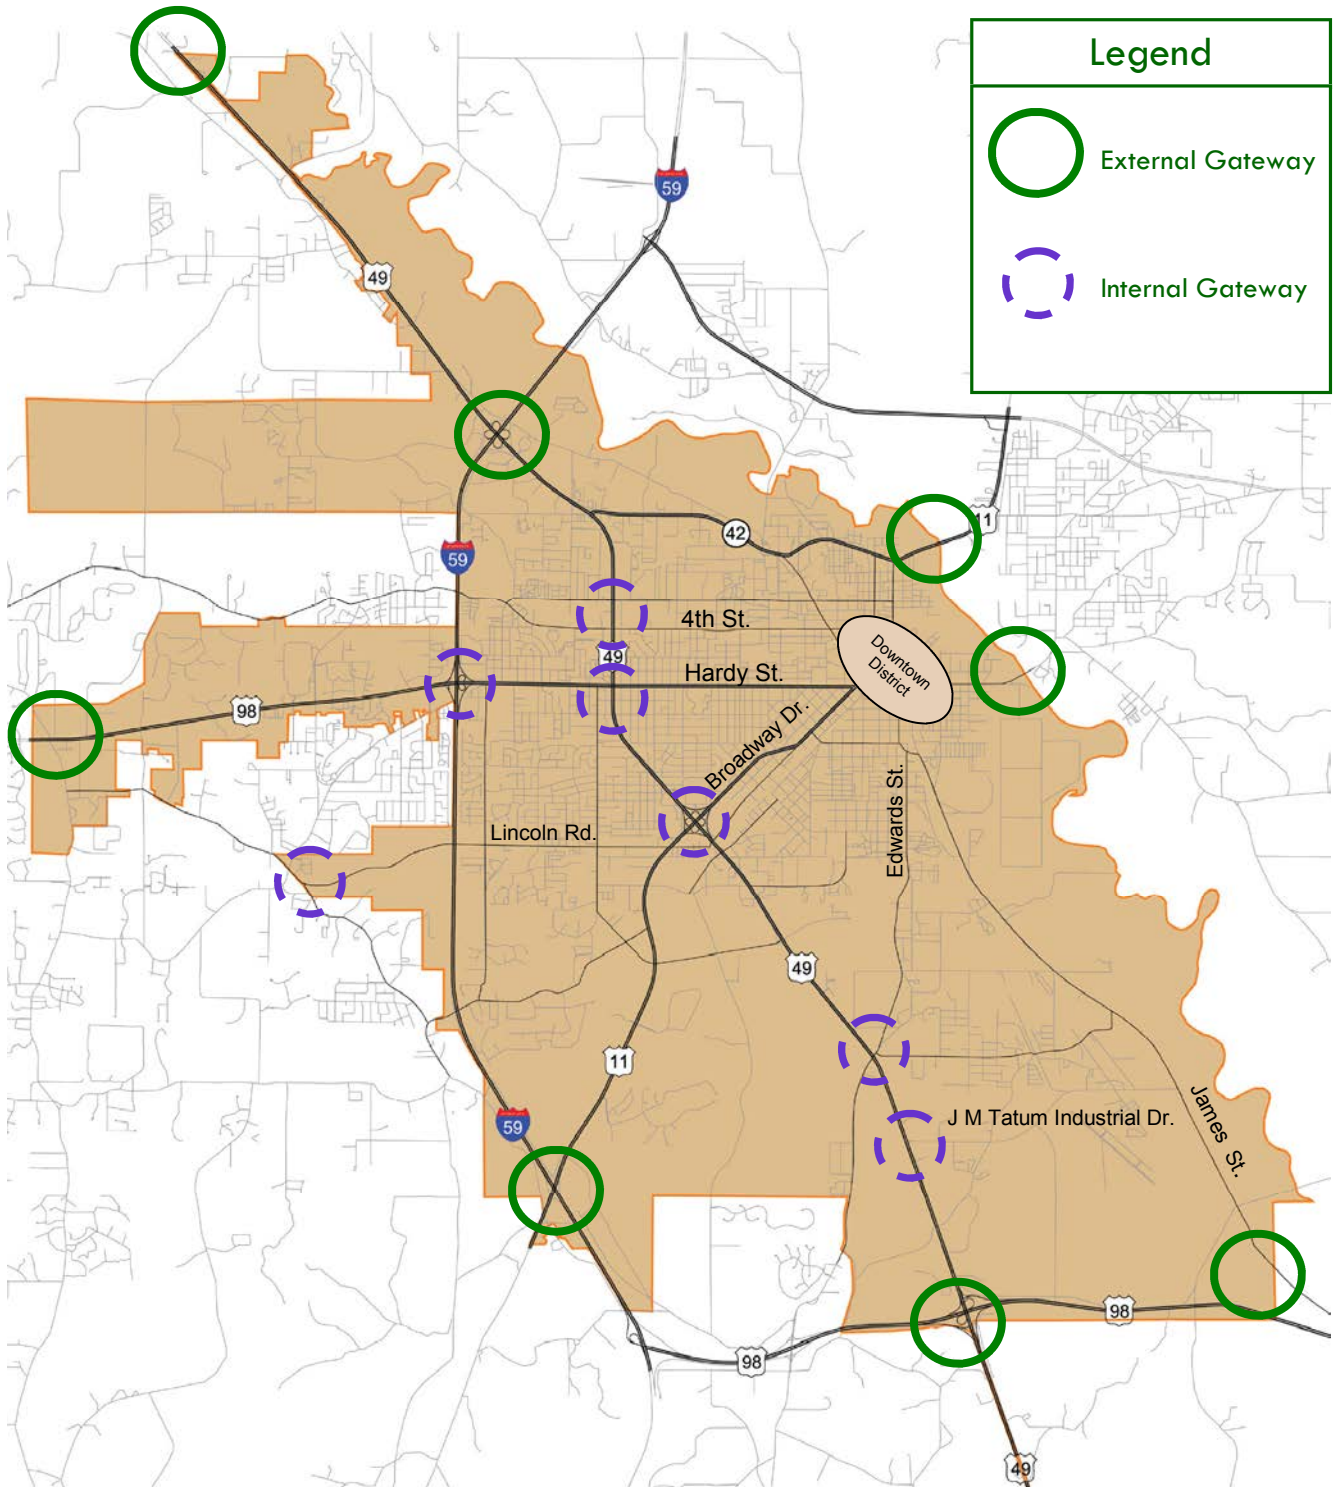 Legend
External Gateway
Internal Gateway
59
49
11
42
59
4th St.
49
Hardy St.
Downtown
District
98
Broadway Dr.
Lincoln Rd.
Edwards St.
49
11
J M Tatum Industrial Dr.
James St.
59
98
98
49